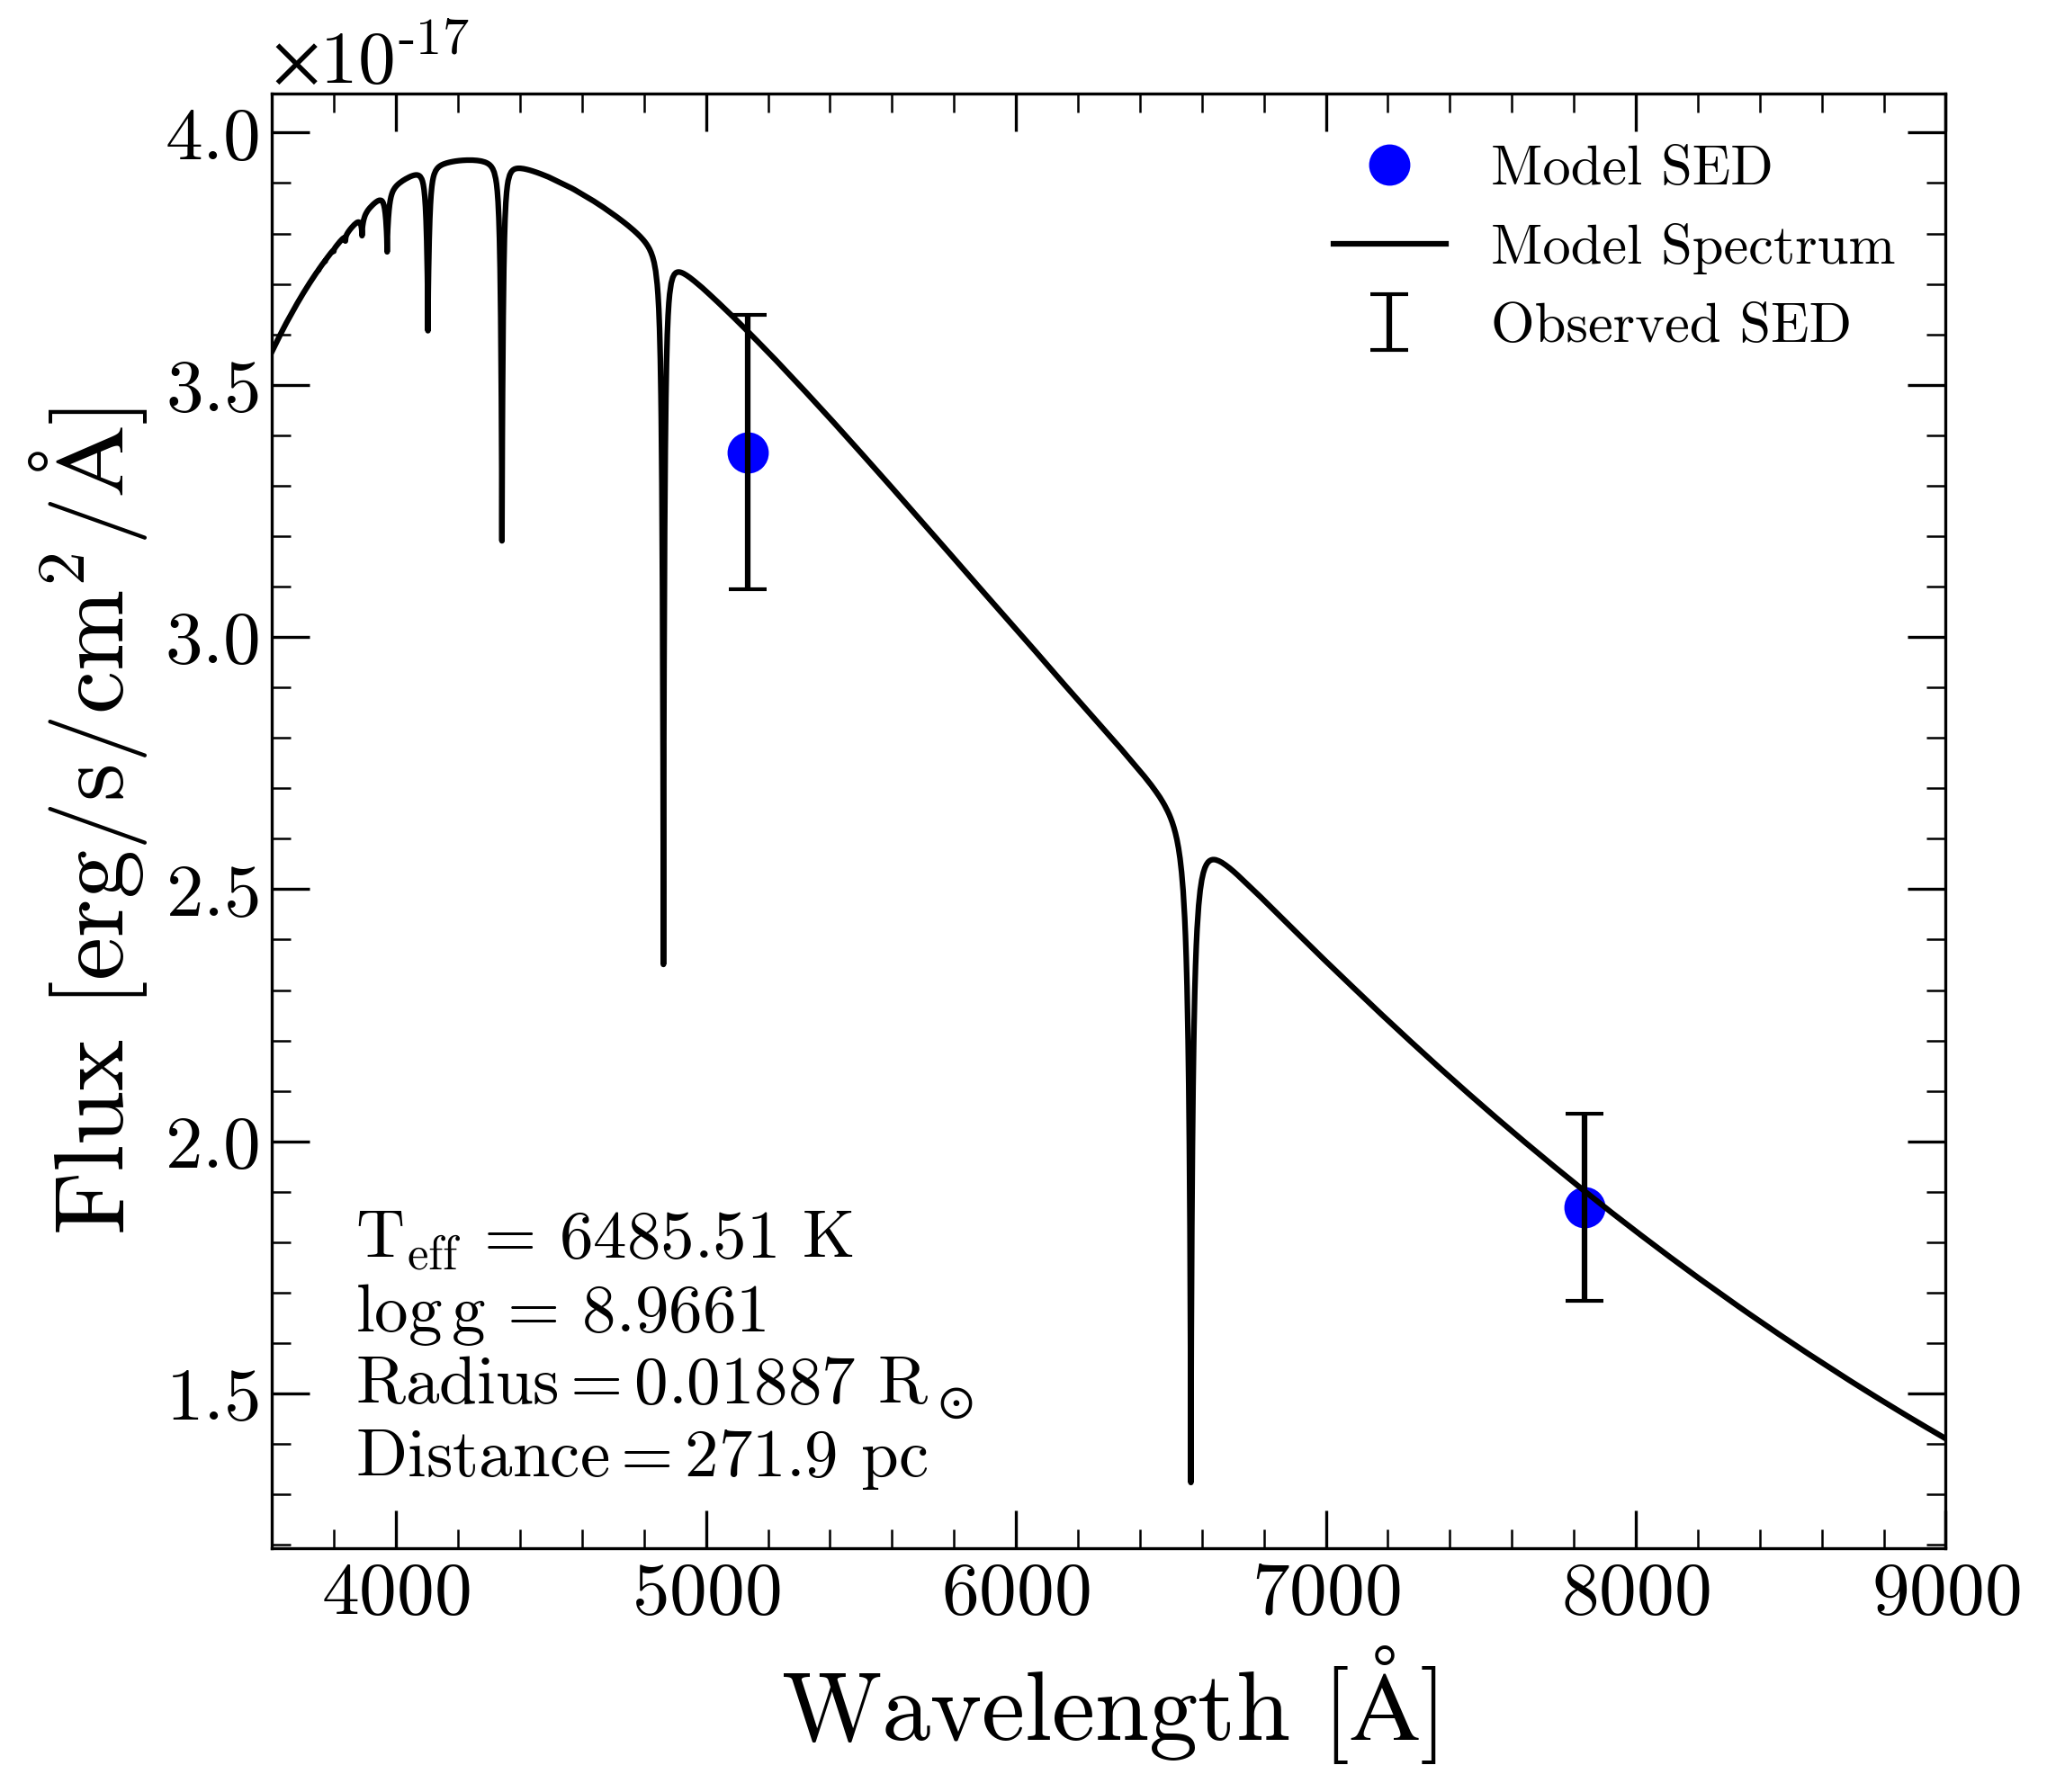 ×10⁻¹⁷
4.0
3.5
3.0
2.5
2.0
1.5
Flux [erg/s/cm²/Å]
Model SED
Model Spectrum
Observed SED
T_eff = 6485.51 K
log g = 8.9661
Radius = 0.01887 R_⊙
Distance = 271.9 pc
4000 5000 6000 7000 8000 9000
Wavelength [Å]